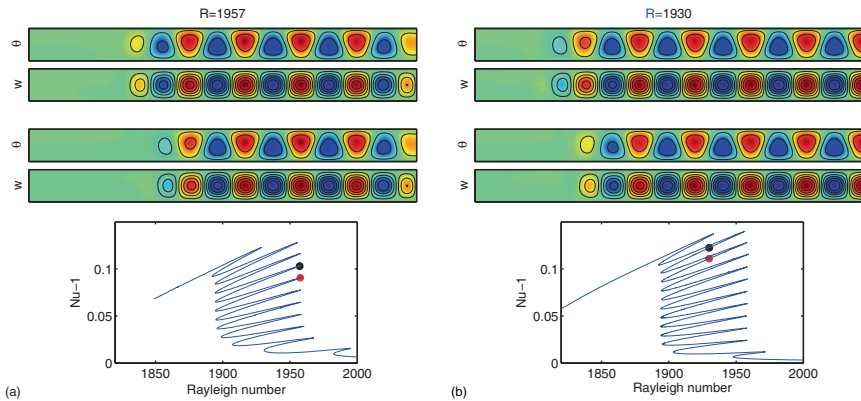 R=1957
θ
w
θ
w
Nu−1
0.1
0.05
0
1850
1900
1950
2000
Rayleigh number
(a)
R=1930
θ
w
θ
w
Nu−1
0.1
0.05
0
1850
1900
1950
2000
Rayleigh number
(b)